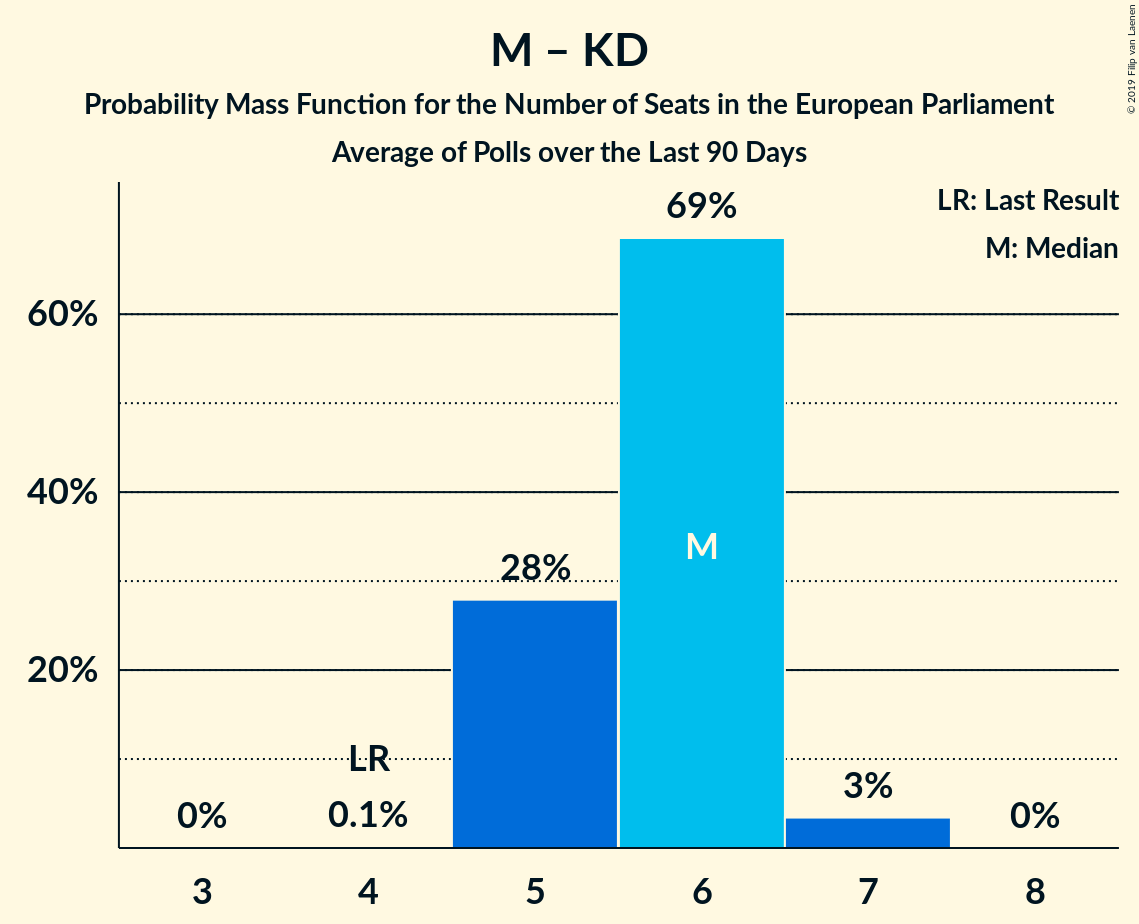 M – KD
Probability Mass Function for the Number of Seats in the European Parliament
Average of Polls over the Last 90 Days
© 2019 Filip van Laenen
LR: Last Result
M: Median
69%
60%
40%
M
28%
20%
LR
3%
0%
0.1%
0%
3
4
5
6
7
8